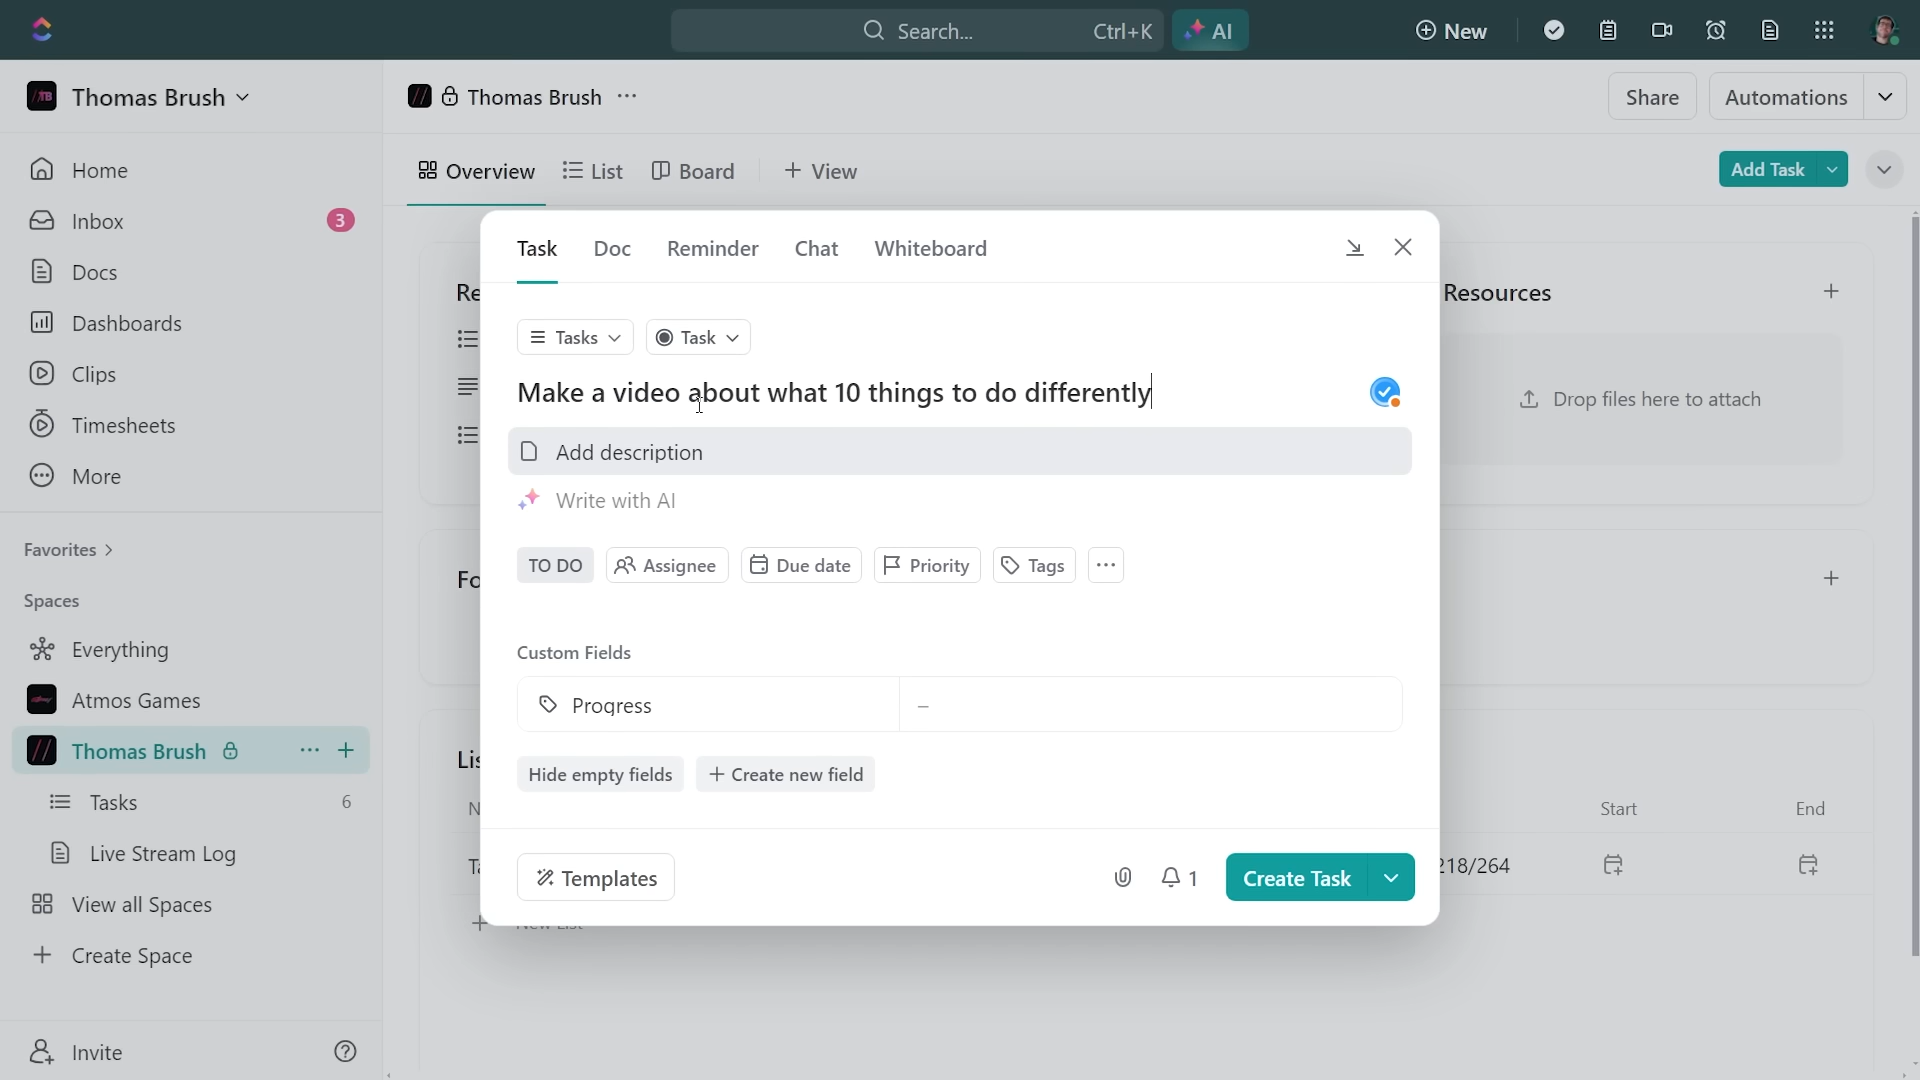 Search...
Ctrl+K
AI
New
Thomas Brush
Thomas Brush
Share
Automations
Home
Inbox
3
Docs
Dashboards
Clips
Timesheets
More
Favorites
Spaces
Everything
Atmos Games
Thomas Brush
Tasks
6
Live Stream Log
View all Spaces
Create Space
Invite
Overview
List
Board
View
Add Task
Resources
Drop files here to attach
Task
Doc
Reminder
Chat
Whiteboard
Tasks
Task
Make a video about what 10 things to do differently
Add description
Write with AI
TO DO
Assignee
Due date
Priority
Tags
Custom Fields
Progress
–
Hide empty fields
Create new field
Templates
1
Create Task
Start
End
218/264